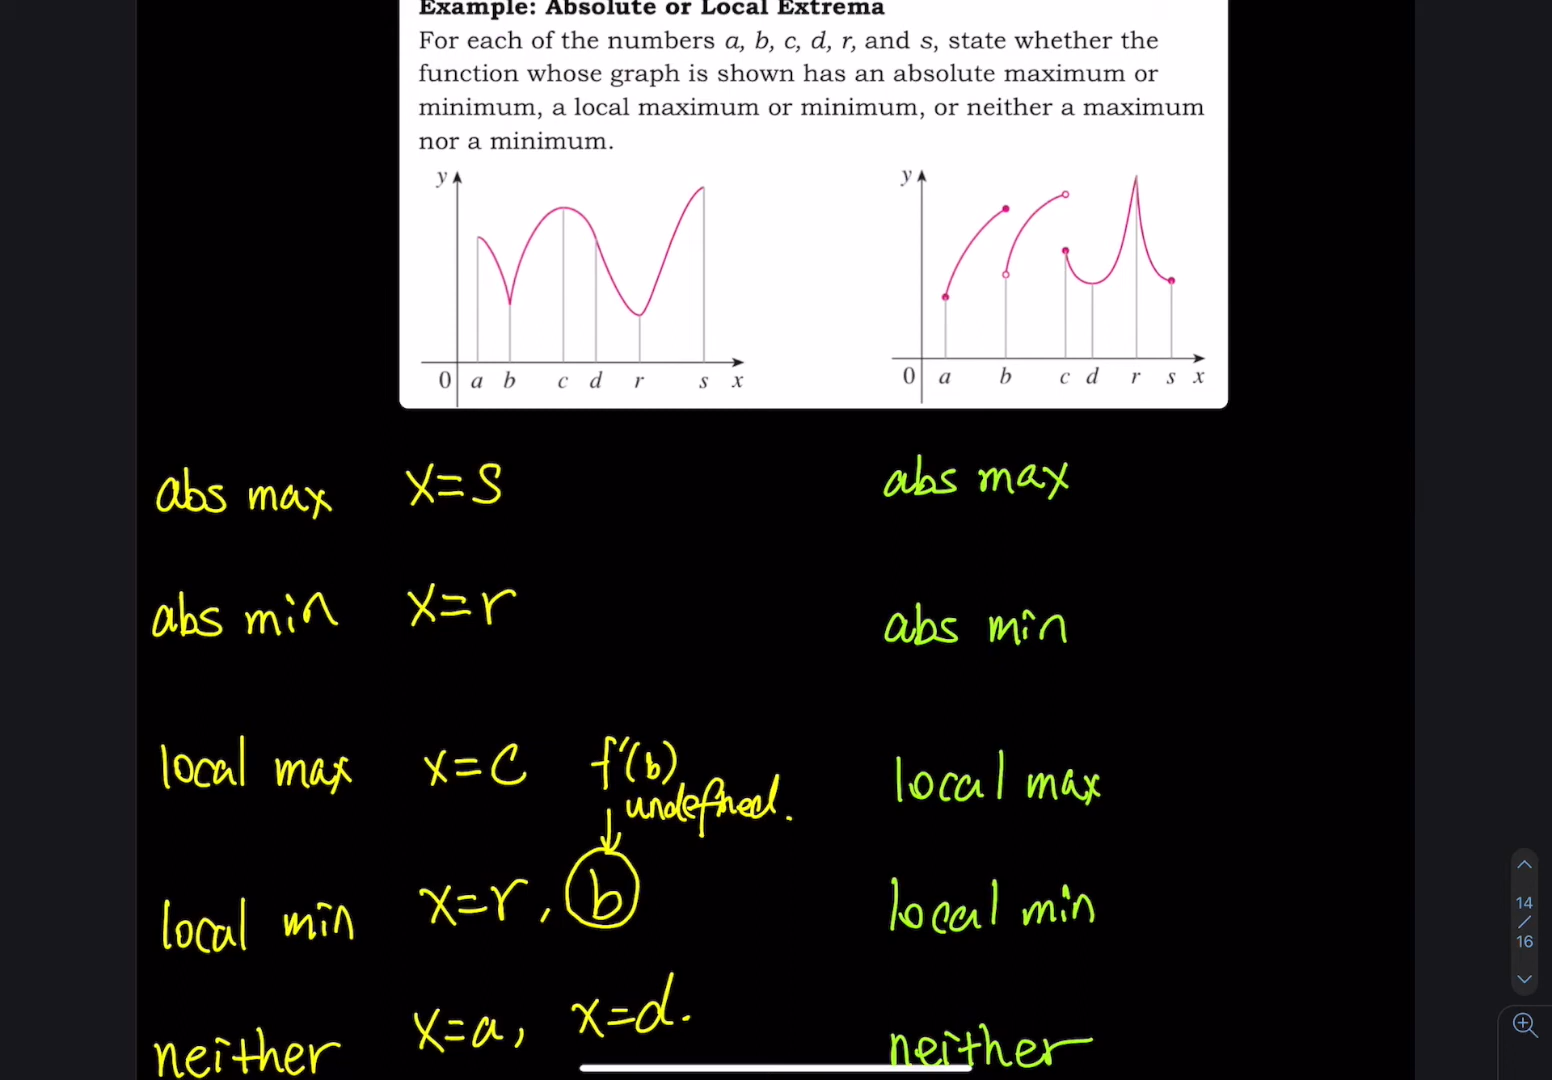 Example: Absolute or Local Extrema
For each of the numbers a, b, c, d, r, and s, state whether the
function whose graph is shown has an absolute maximum or
minimum, a local maximum or minimum, or neither a maximum
nor a minimum.
y
0 a b c d r s x
y
0 a b c d r s x
abs max x=s
abs min x=r
local max x=c f'(b)
undefined.
local min x=r, b
neither x=a, x=d.
abs max
abs min
local max
local min
neither
14
/
16